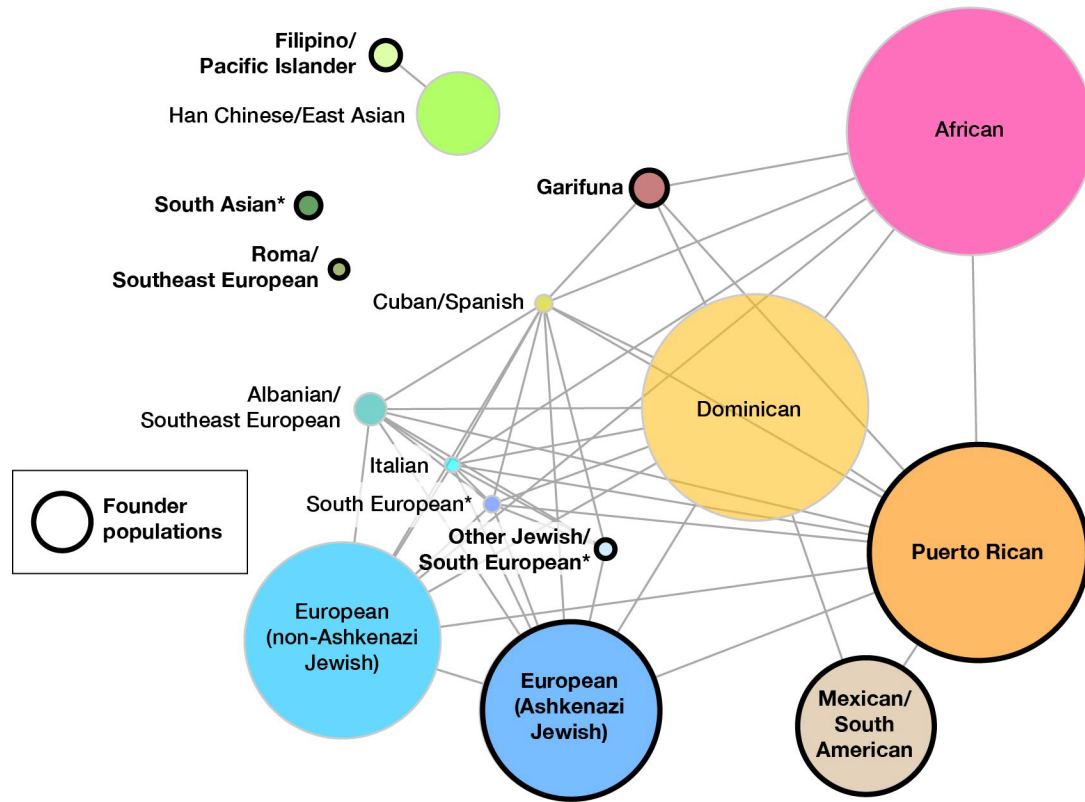 Filipino/
Pacific Islander
Han Chinese/East Asian
African
South Asian*
Garifuna
Roma/
Southeast European
Cuban/Spanish
Albanian/
Southeast European
Dominican
Italian
South European*
Founder
populations
Other Jewish/
South European*
Puerto Rican
European
(non-Ashkenazi
Jewish)
European
(Ashkenazi
Jewish)
Mexican/
South
American